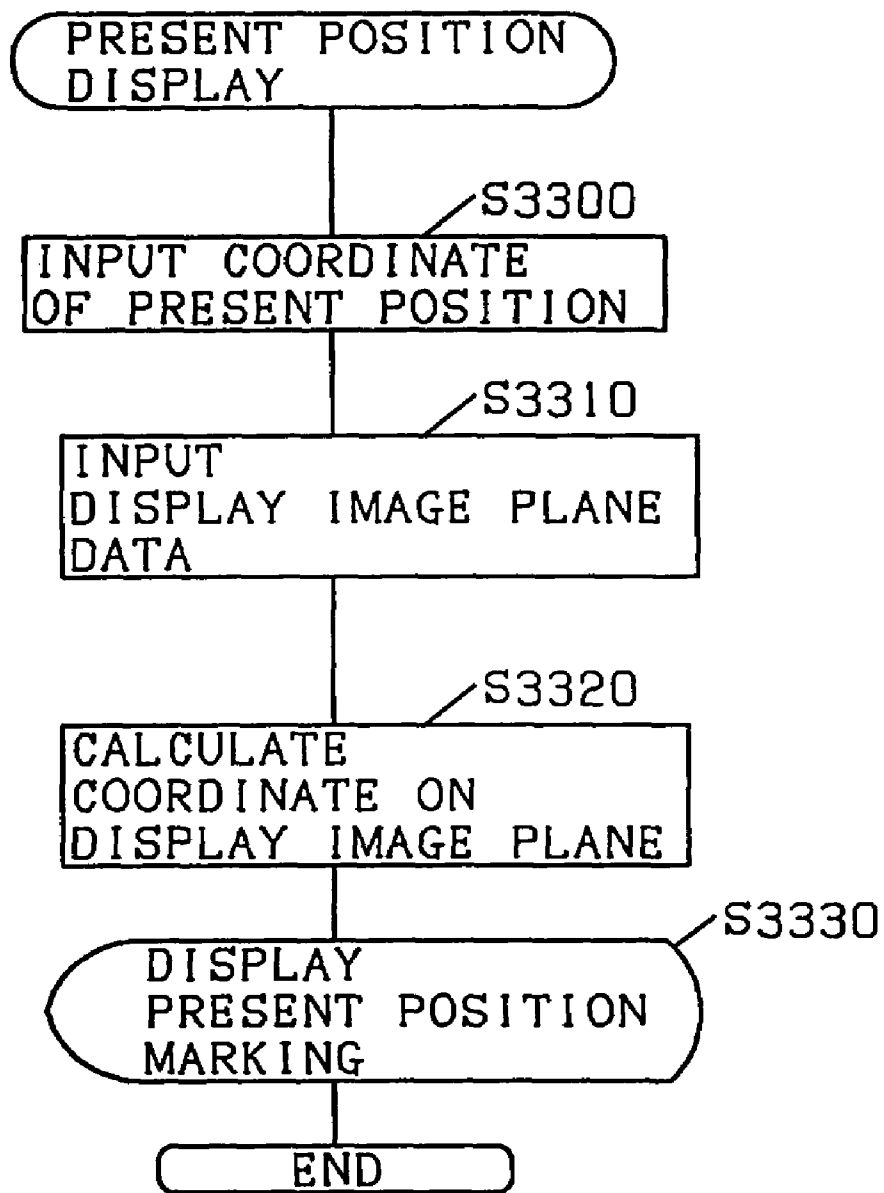 PRESENT POSITION
DISPLAY
S3300
INPUT COORDINATE
OF PRESENT POSITION
S3310
INPUT
DISPLAY IMAGE PLANE
DATA
S3320
CALCULATE
COORDINATE ON
DISPLAY IMAGE PLANE
S3330
DISPLAY
PRESENT POSITION
MARKING
END